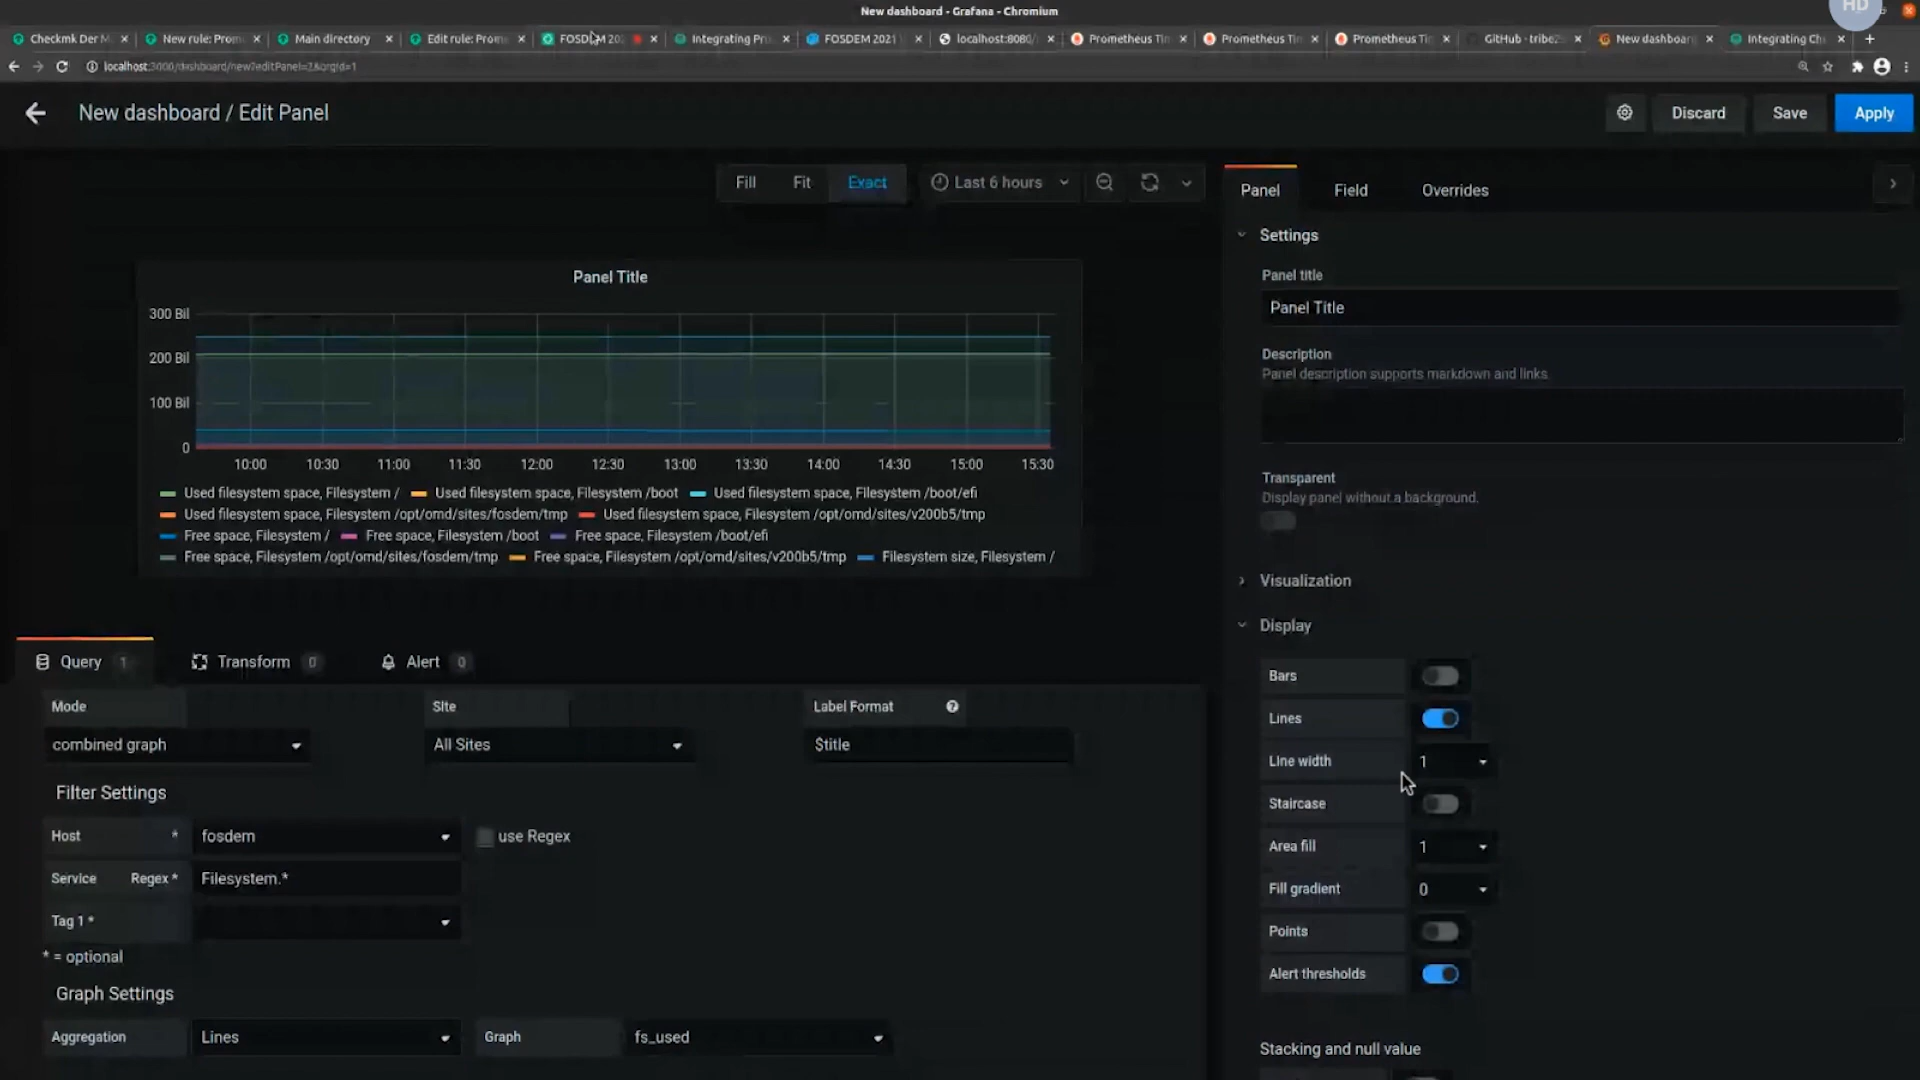 New dashboard - Grafana - Chromium
HD
Checkmk Der M
New rule: Prom
Main directory
Edit rule: Prome
FOSDEM 202
Integrating Pro
FOSDEM 2021
localhost:8080/
Prometheus Tim
Prometheus Tim
Prometheus Tim
GitHub - tribe2
New dashboard
Integrating Ch
localhost:3000/dashboard/new?editPanel=2&orgId=1
New dashboard / Edit Panel
Discard
Save
Apply
Fill
Fit
Exact
Last 6 hours
Panel
Field
Overrides
Settings
Panel title
Panel Title
Description
Panel description supports markdown and links.
Transparent
Display panel without a background.
Panel Title
300 Bil
200 Bil
100 Bil
0
10:00 10:30 11:00 11:30 12:00 12:30 13:00 13:30 14:00 14:30 15:00 15:30
Used filesystem space, Filesystem / Used filesystem space, Filesystem /boot Used filesystem space, Filesystem /boot/efi
Used filesystem space, Filesystem /opt/omd/sites/fosdem/tmp Used filesystem space, Filesystem /opt/omd/sites/v200b5/tmp
Free space, Filesystem / Free space, Filesystem /boot Free space, Filesystem /boot/efi
Free space, Filesystem /opt/omd/sites/fosdem/tmp Free space, Filesystem /opt/omd/sites/v200b5/tmp Filesystem size, Filesystem /
Visualization
Display
Bars
Lines
Line width 1
Staircase
Area fill 1
Fill gradient 0
Points
Alert thresholds
Stacking and null value
Query 1
Transform 0
Alert 0
Mode
Site
Label Format
combined graph
All Sites
$title
Filter Settings
Host * fosdem use Regex
Service Regex * Filesystem.*
Tag 1 *
* = optional
Graph Settings
Aggregation Lines Graph fs_used